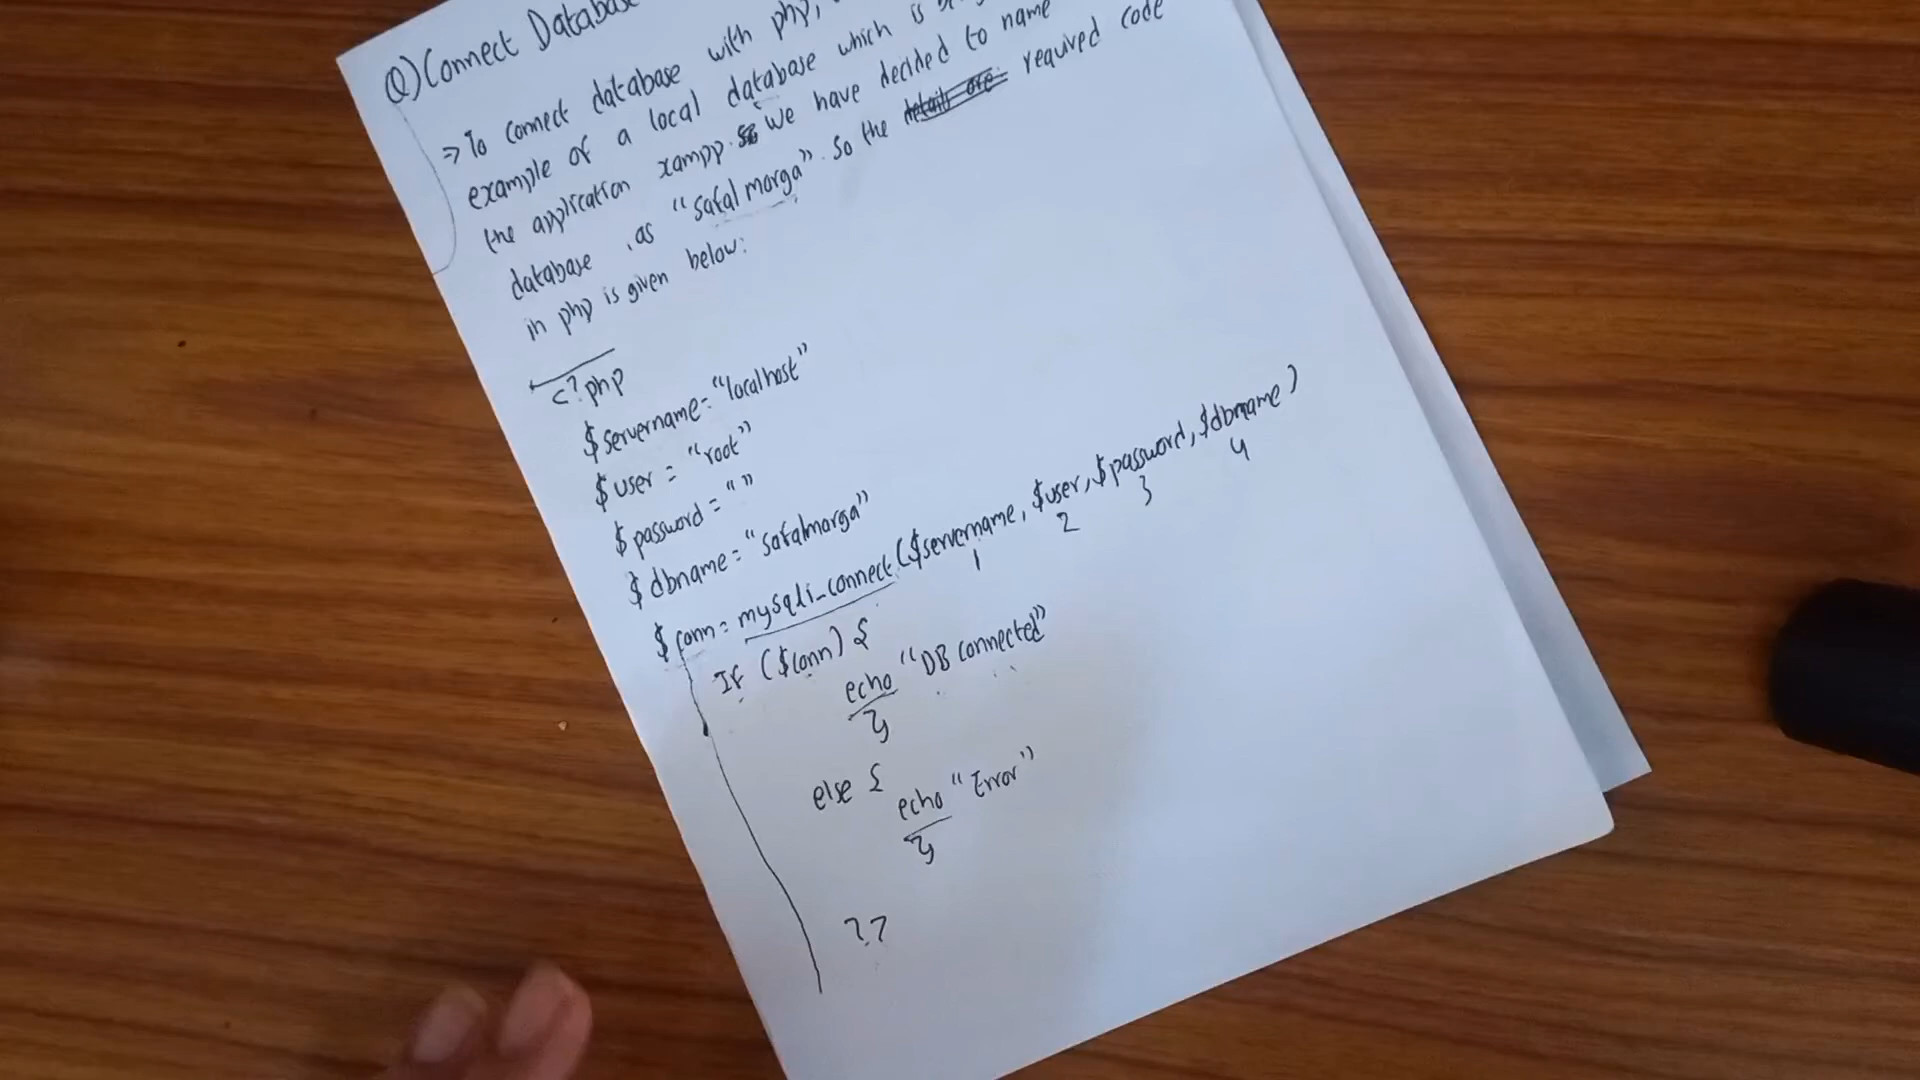 Q) Connect Database
⇒ To connect database with php,
example of a local database which is
the application xampp. so We have decided to name
database, as "Safal marga". So the details are required code
in php is given below:
<?php
$servername= "localhost"
$user = "root"
$password = " "
$dbname = "safalmarga"
$conn = mysqli_connect ($servername, $user, $password, $dbname)
1 2 3 4
If ($conn) {
echo "DB connected"
}
else {
echo "Error"
}
?>